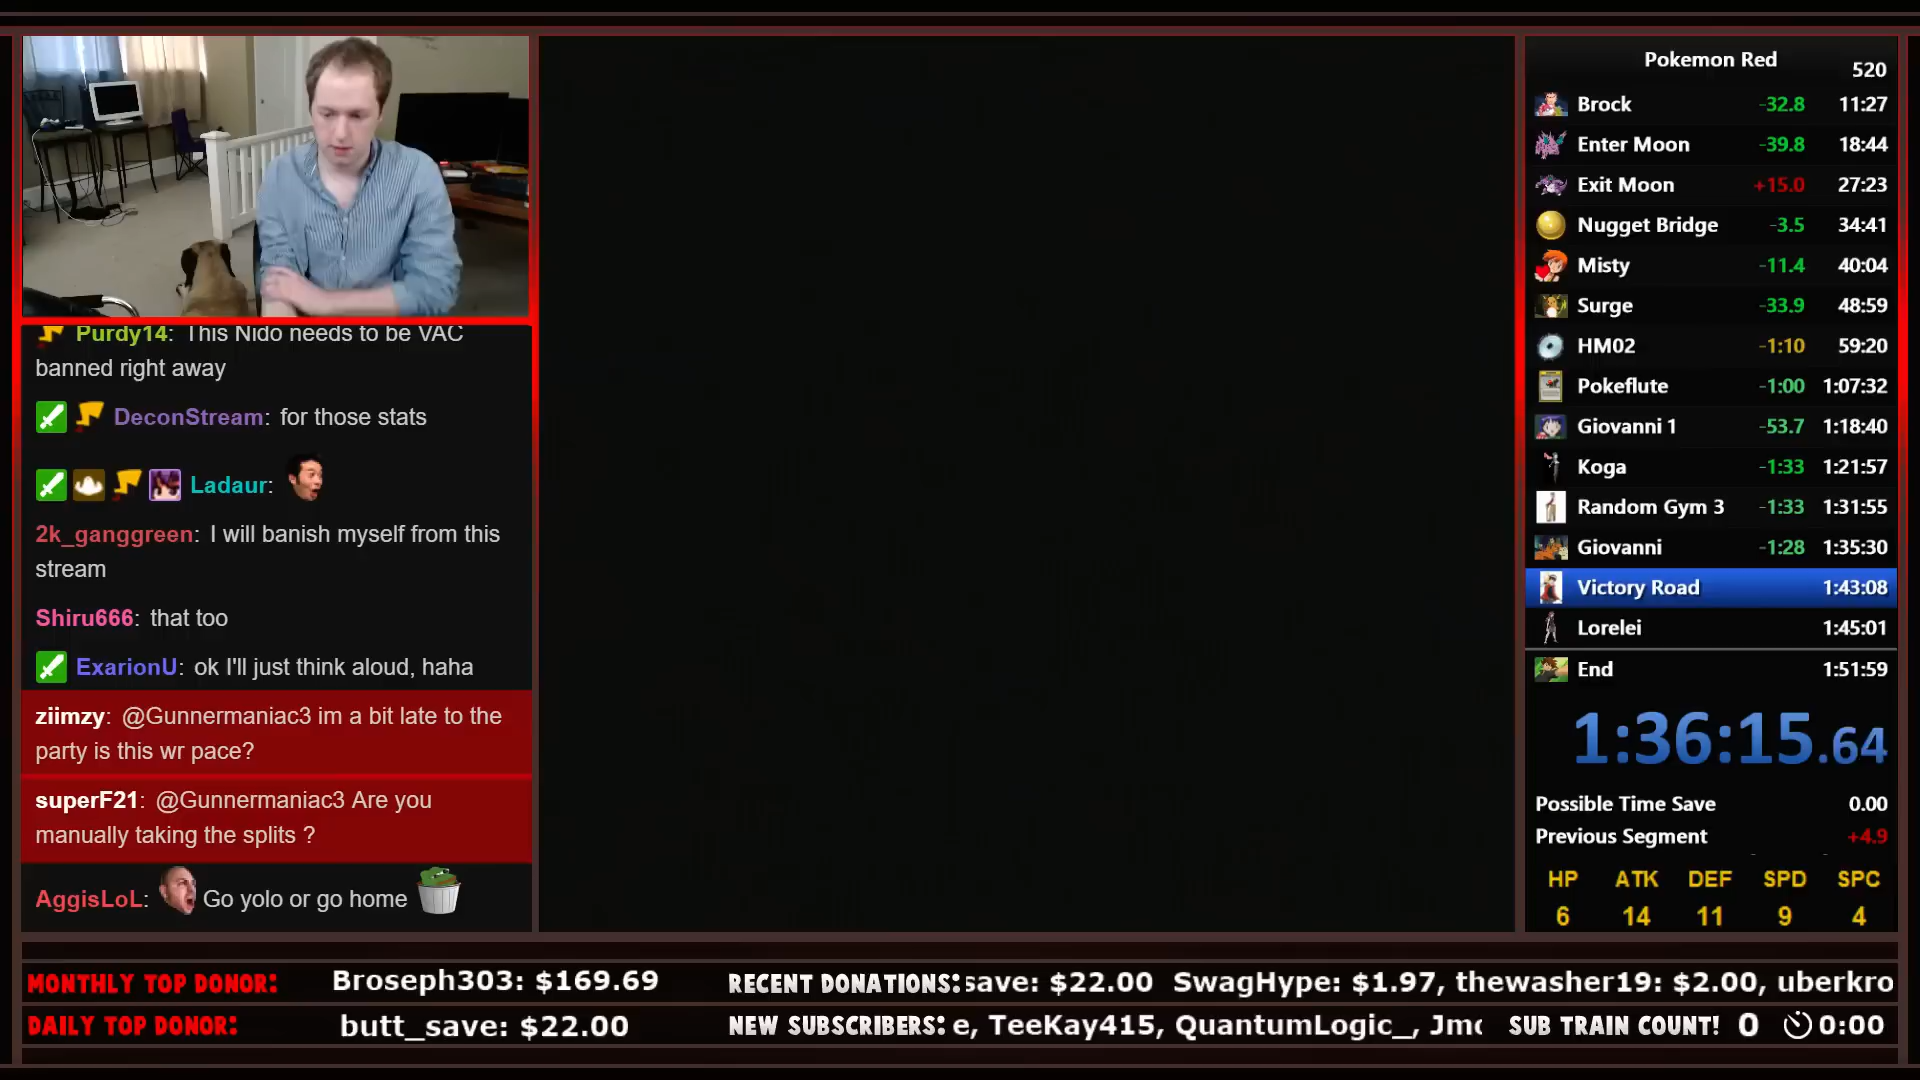 Purdy14: This Nido needs to be VAC
banned right away
DeconStream: for those stats
Ladaur:
2k_ganggreen: I will banish myself from this
stream
Shiru666: that too
ExarionU: ok I'll just think aloud, haha
ziimzy: @Gunnermaniac3 im a bit late to the
party is this wr pace?
superF21: @Gunnermaniac3 Are you
manually taking the splits ?
AggisLoL: Go yolo or go home
Pokemon Red 520
Brock -32.8 11:27
Enter Moon -39.8 18:44
Exit Moon +15.0 27:23
Nugget Bridge -3.5 34:41
Misty -11.4 40:04
Surge -33.9 48:59
HM02 -1:10 59:20
Pokeflute -1:00 1:07:32
Giovanni 1 -53.7 1:18:40
Koga -1:33 1:21:57
Random Gym 3 -1:33 1:31:55
Giovanni -1:28 1:35:30
Victory Road 1:43:08
Lorelei 1:45:01
End 1:51:59
1:36:15.64
Possible Time Save 0.00
Previous Segment +4.9
HP ATK DEF SPD SPC
6 14 11 9 4
MONTHLY TOP DONOR: Broseph303: $169.69
RECENT DONATIONS: save: $22.00 SwagHype: $1.97, thewasher19: $2.00, uberkro
DAILY TOP DONOR: butt_save: $22.00
NEW SUBSCRIBERS: e, TeeKay415, QuantumLogic_, Jmc
SUB TRAIN COUNT! 0 0:00